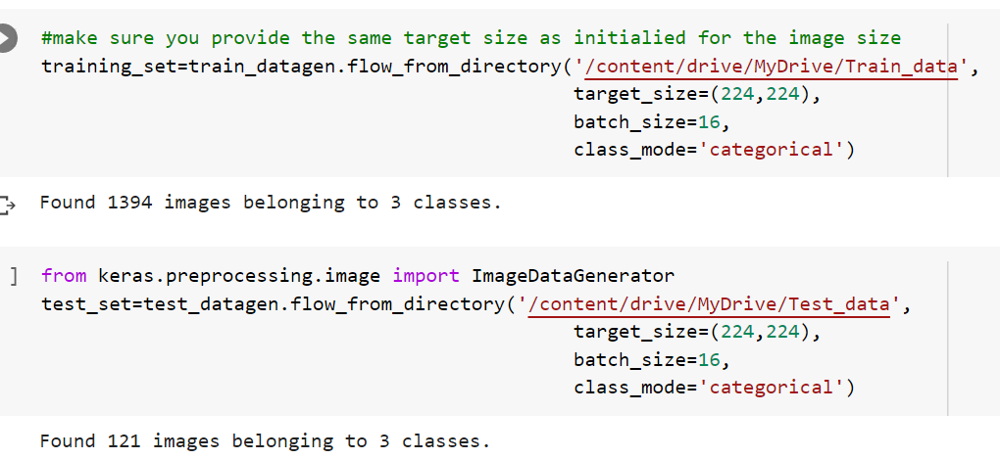 #make sure you provide the same target size as initialied for the image size
training_set=train_datagen.flow_from_directory('/content/drive/MyDrive/Train_data',
target_size=(224,224),
batch_size=16,
class_mode='categorical')
Found 1394 images belonging to 3 classes.
] from keras.preprocessing.image import ImageDataGenerator
test_set=test_datagen.flow_from_directory('/content/drive/MyDrive/Test_data',
target_size=(224,224),
batch_size=16,
class_mode='categorical')
Found 121 images belonging to 3 classes.